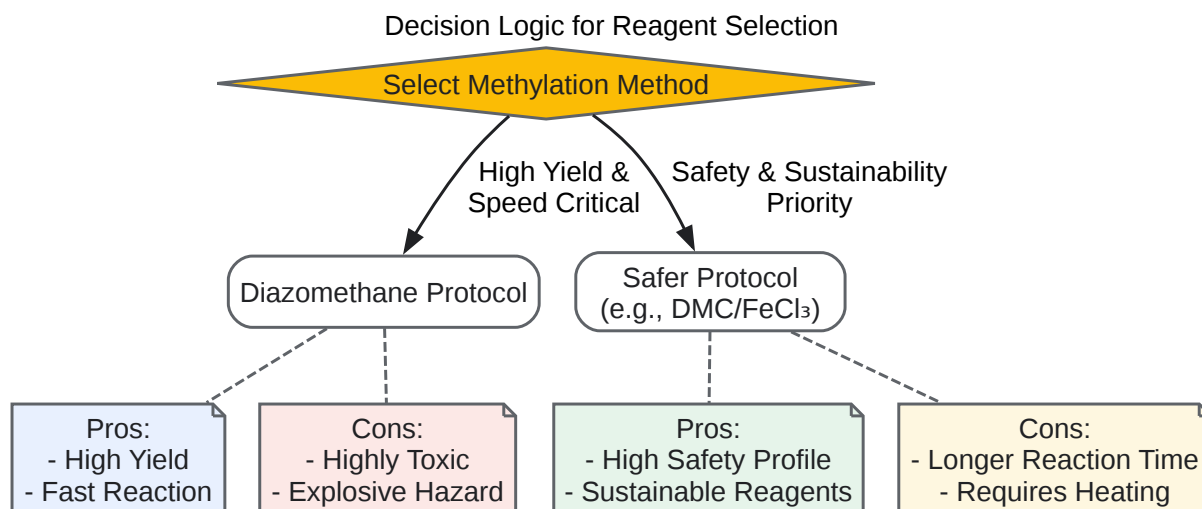 Decision Logic for Reagent Selection
Select Methylation Method
High Yield &
Speed Critical
Safety & Sustainability
Priority
Diazomethane Protocol
Safer Protocol
(e.g., DMC/FeCl₃)
Pros:
- High Yield
- Fast Reaction
Cons:
- Highly Toxic
- Explosive Hazard
Pros:
- High Safety Profile
- Sustainable Reagents
Cons:
- Longer Reaction Time
- Requires Heating